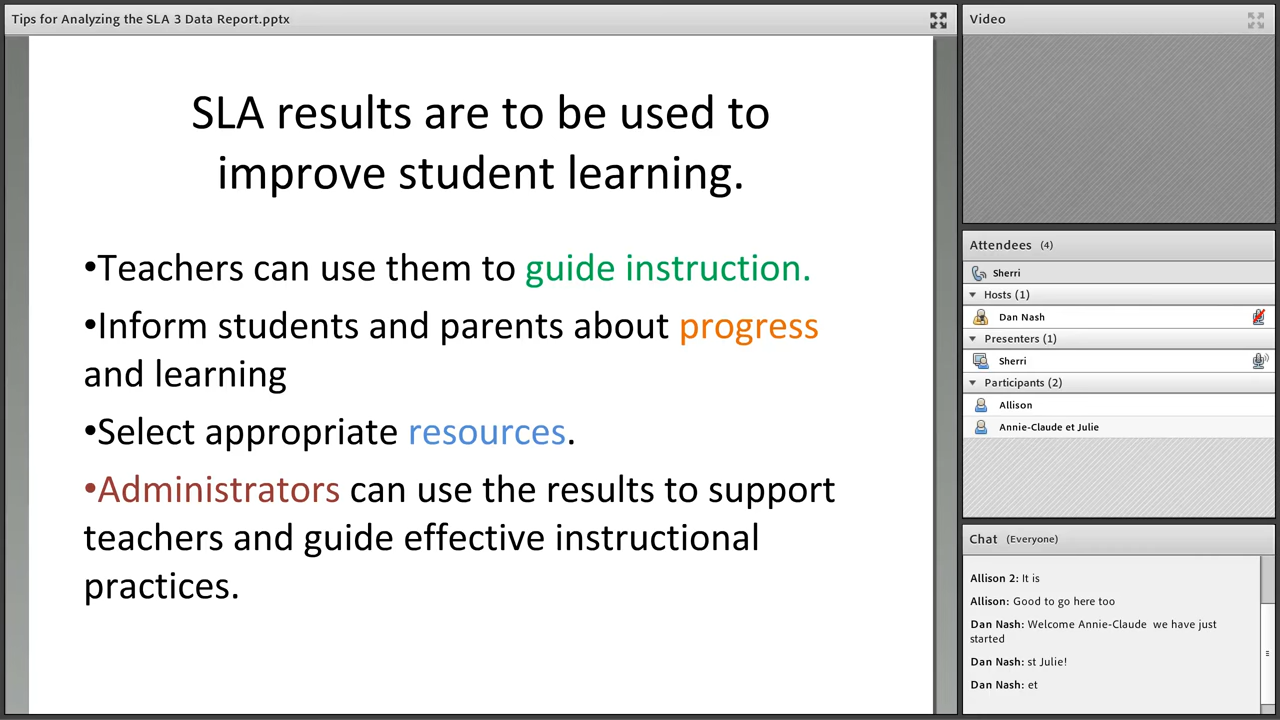 Tips for Analyzing the SLA 3 Data Report.pptx
SLA results are to be used to
improve student learning.
•Teachers can use them to guide instruction.
•Inform students and parents about progress
and learning
•Select appropriate resources.
•Administrators can use the results to support
teachers and guide effective instructional
practices.
Video
Attendees (4)
Sherri
Hosts (1)
Dan Nash
Presenters (1)
Sherri
Participants (2)
Allison
Annie-Claude et Julie
Chat (Everyone)
Allison 2: It is
Allison: Good to go here too
Dan Nash: Welcome Annie-Claude we have just
started
Dan Nash: st Julie!
Dan Nash: et